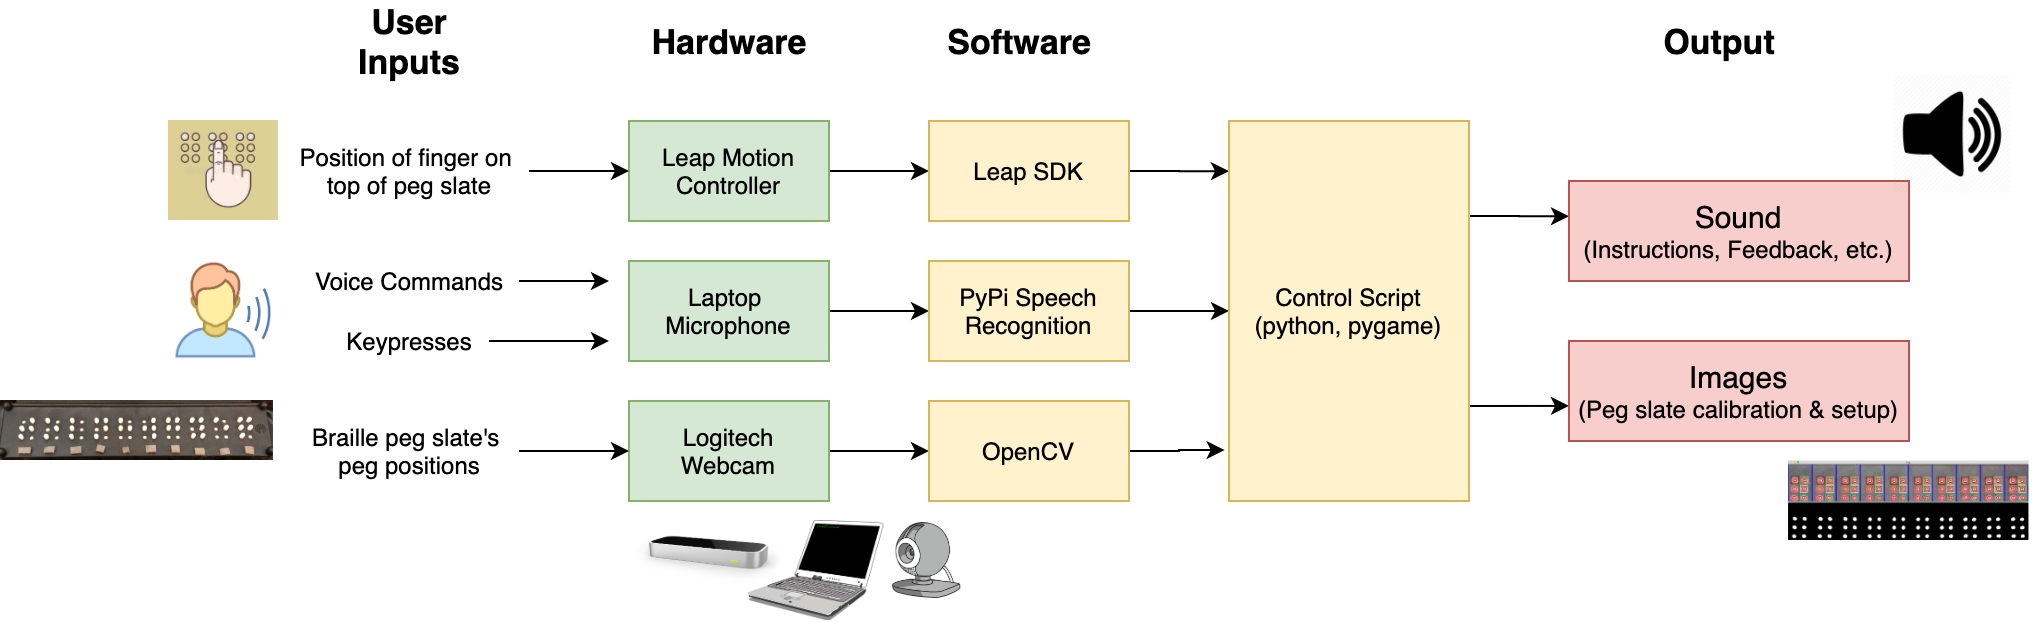 User
Inputs
Hardware
Software
Output
Position of finger on
top of peg slate
Leap Motion
Controller
Leap SDK
Voice Commands
Keypresses
Laptop
Microphone
PyPi Speech
Recognition
Control Script
(python, pygame)
Sound
(Instructions, Feedback, etc.)
Images
(Peg slate calibration & setup)
Braille peg slate's
peg positions
Logitech
Webcam
OpenCV